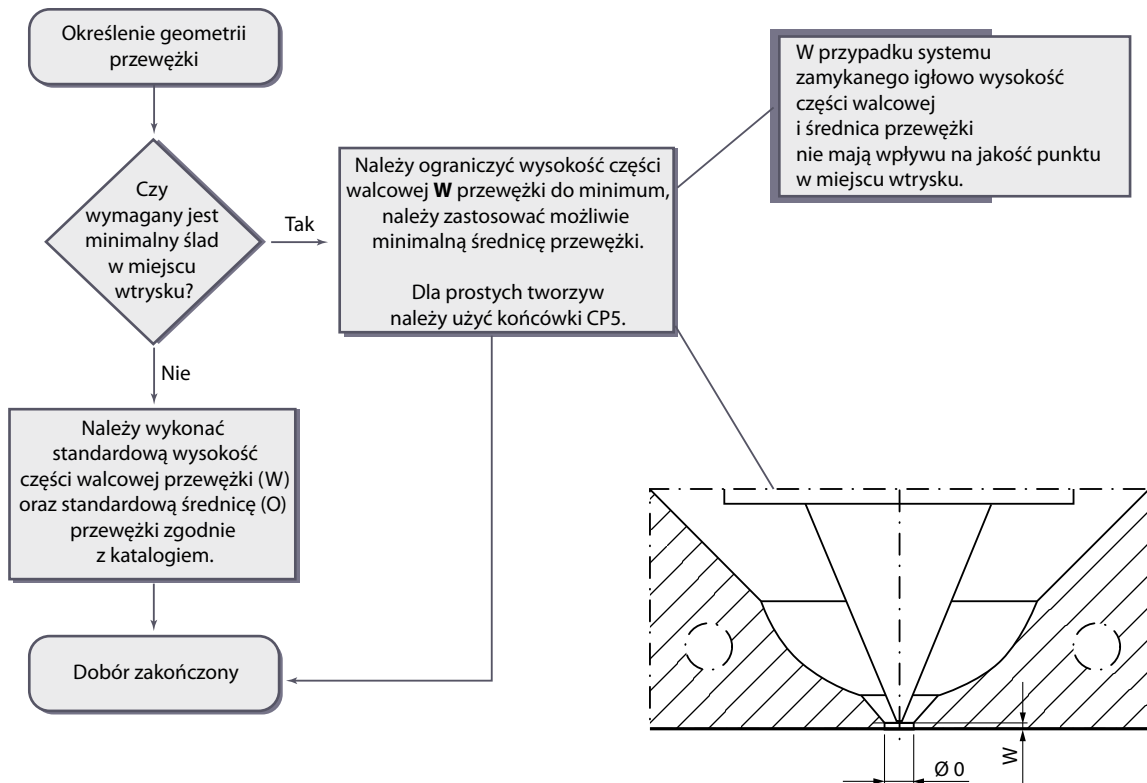 Określenie geometrii
przewężki
Czy
wymagany jest
minimalny ślad
w miejscu
wtrysku?
Tak
Nie
Należy ograniczyć wysokość części
walcowej W przewężki do minimum,
należy zastosować możliwie
minimalną średnicę przewężki.
Dla prostych tworzyw
należy użyć końcówki CP5.
W przypadku systemu
zamykanego igłowo wysokość
części walcowej
i średnica przewężki
nie mają wpływu na jakość punktu
w miejscu wtrysku.
Należy wykonać
standardową wysokość
części walcowej przewężki (W)
oraz standardową średnicę (O)
przewężki zgodnie
z katalogiem.
Dobór zakończony
W
Ø 0